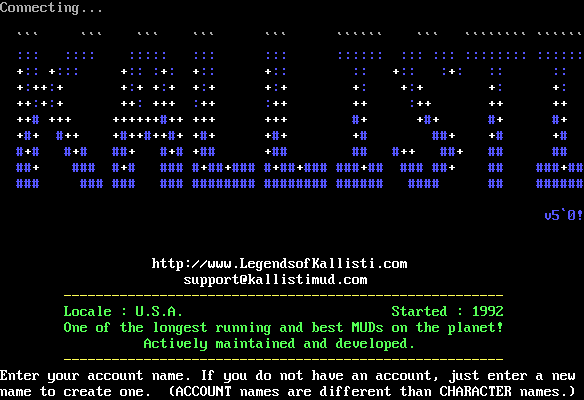 Connecting...
KALLISTI
v5`0!
http://www.LegendsofKallisti.com
support@kallistimud.com
Locale : U.S.A. Started : 1992
One of the longest running and best MUDs on the planet!
Actively maintained and developed.
Enter your account name. If you do not have an account, just enter a new
name to create one. (ACCOUNT names are different than CHARACTER names.)